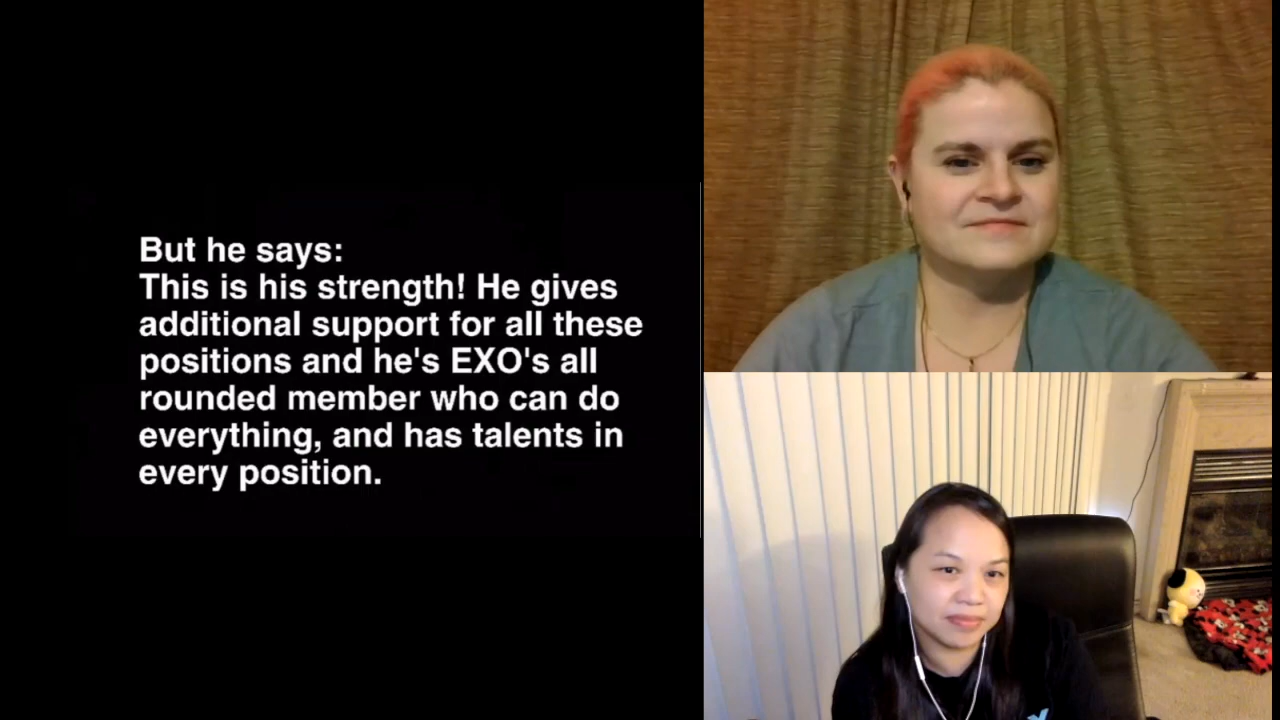 But he says:
This is his strength! He gives
additional support for all these
positions and he's EXO's all
rounded member who can do
everything, and has talents in
every position.